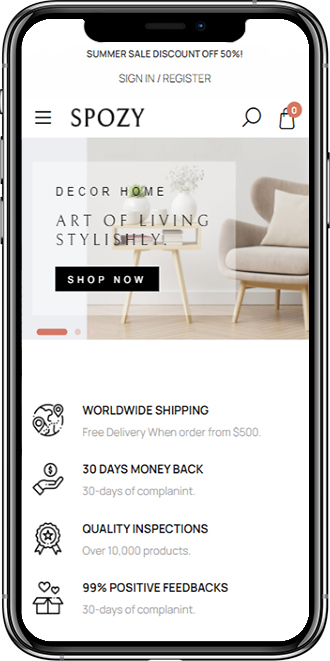 SUMMER SALE DISCOUNT OFF 50%!
SIGN IN / REGISTER
SPOZY
0
DECOR HOME
ART OF LIVING
STYLISHLY.
SHOP NOW
WORLDWIDE SHIPPING
Free Delivery When order from $500.
30 DAYS MONEY BACK
30-days of complanint.
QUALITY INSPECTIONS
Over 10,000 products.
99% POSITIVE FEEDBACKS
30-days of complanint.